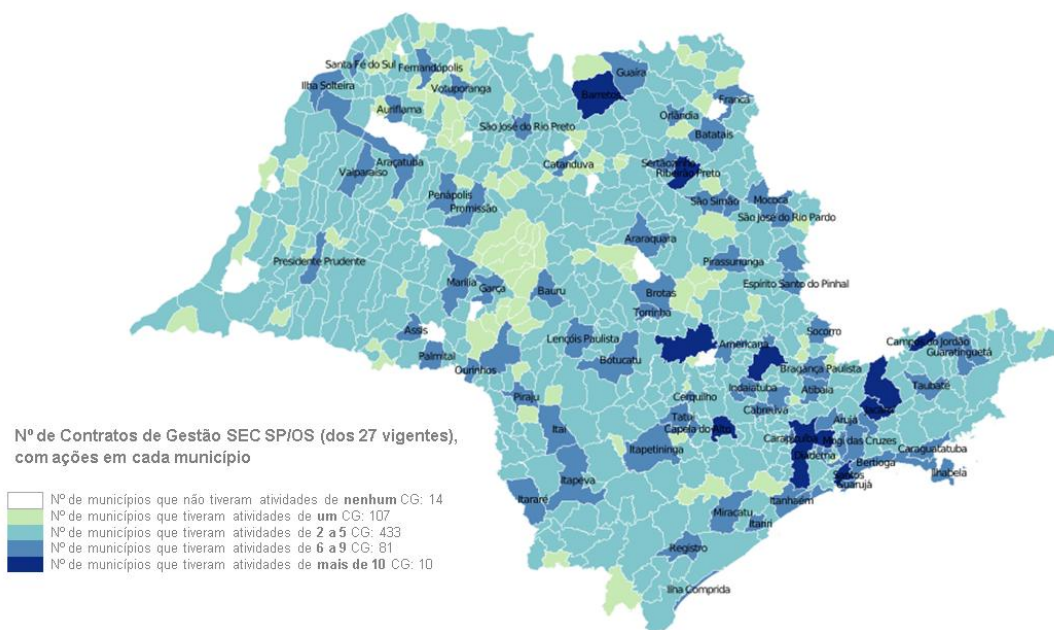 Santa Fé do Sul
Fernandópolis
Ilha Solteira
Votuporanga
Auriflama
São José do Rio Preto
Guaíra
Barretos
Franca
Orlândia
Batatais
Catanduva
Sertãozinho
Ribeirão Preto
Araçatuba
Valparaíso
Penápolis
Promissão
São Simão
Mococa
São José do Rio Pardo
Araraquara
Pirassununga
Presidente Prudente
Marília
Garça
Bauru
Brotas
Torrinha
Espírito Santo do Pinhal
Assis
Palmital
Ourinhos
Lençóis Paulista
Botucatu
Americana
Socorro
Campos do Jordão
Guaratinguetá
Bragança Paulista
Piraju
Cerquilho
Indaiatuba
Atibaia
Taubaté
Tatuí
Cabreúva
Jacareí
Capela do Alto
Arujá
Itaí
Carapicuíba
Mogi das Cruzes
Caraguatatuba
Itapetininga
Diadema
Bertioga
Ilhabela
Itapeva
Santos
Guarujá
Itararé
Itanhaém
Miracatu
Itariri
Registro
Ilha Comprida
Nº de Contratos de Gestão SEC SP/OS (dos 27 vigentes),
com ações em cada município
Nº de municípios que não tiveram atividades de nenhum CG: 14
Nº de municípios que tiveram atividades de um CG: 107
Nº de municípios que tiveram atividades de 2 a 5 CG: 433
Nº de municípios que tiveram atividades de 6 a 9 CG: 81
Nº de municípios que tiveram atividades de mais de 10 CG: 10